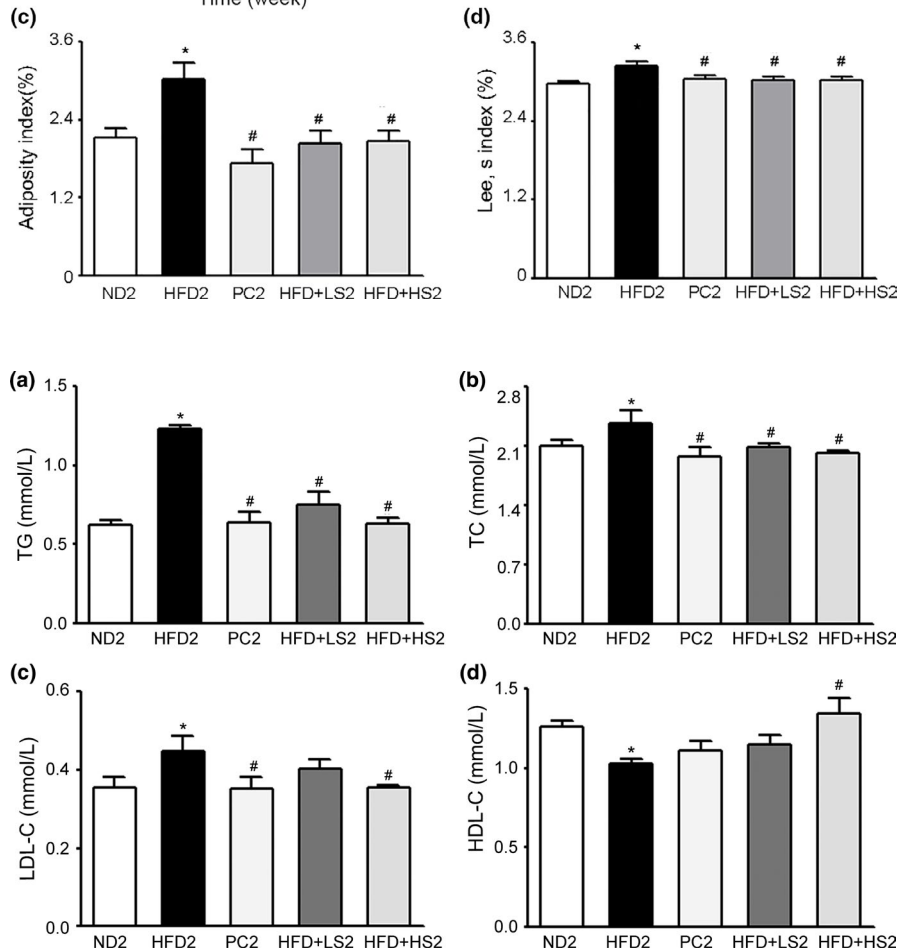 Time (week)
(c)
3.6
2.4
1.2
0
Adiposity index(%)
*
#
#
#
ND2 HFD2 PC2 HFD+LS2 HFD+HS2
(d)
3.6
2.4
1.2
0
Lee, s index (%)
*
#
#
#
ND2 HFD2 PC2 HFD+LS2 HFD+HS2
(a)
1.5
1.0
0.5
0.0
TG (mmol/L)
*
#
#
#
ND2 HFD2 PC2 HFD+LS2 HFD+HS2
(b)
2.8
2.1
1.4
0.7
0.0
TC (mmol/L)
*
#
#
#
ND2 HFD2 PC2 HFD+LS2 HFD+HS2
(c)
0.6
0.4
0.2
0.0
LDL-C (mmol/L)
*
#
#
ND2 HFD2 PC2 HFD+LS2 HFD+HS2
(d)
1.5
1.0
0.5
0.0
HDL-C (mmol/L)
*
#
ND2 HFD2 PC2 HFD+LS2 HFD+HS2